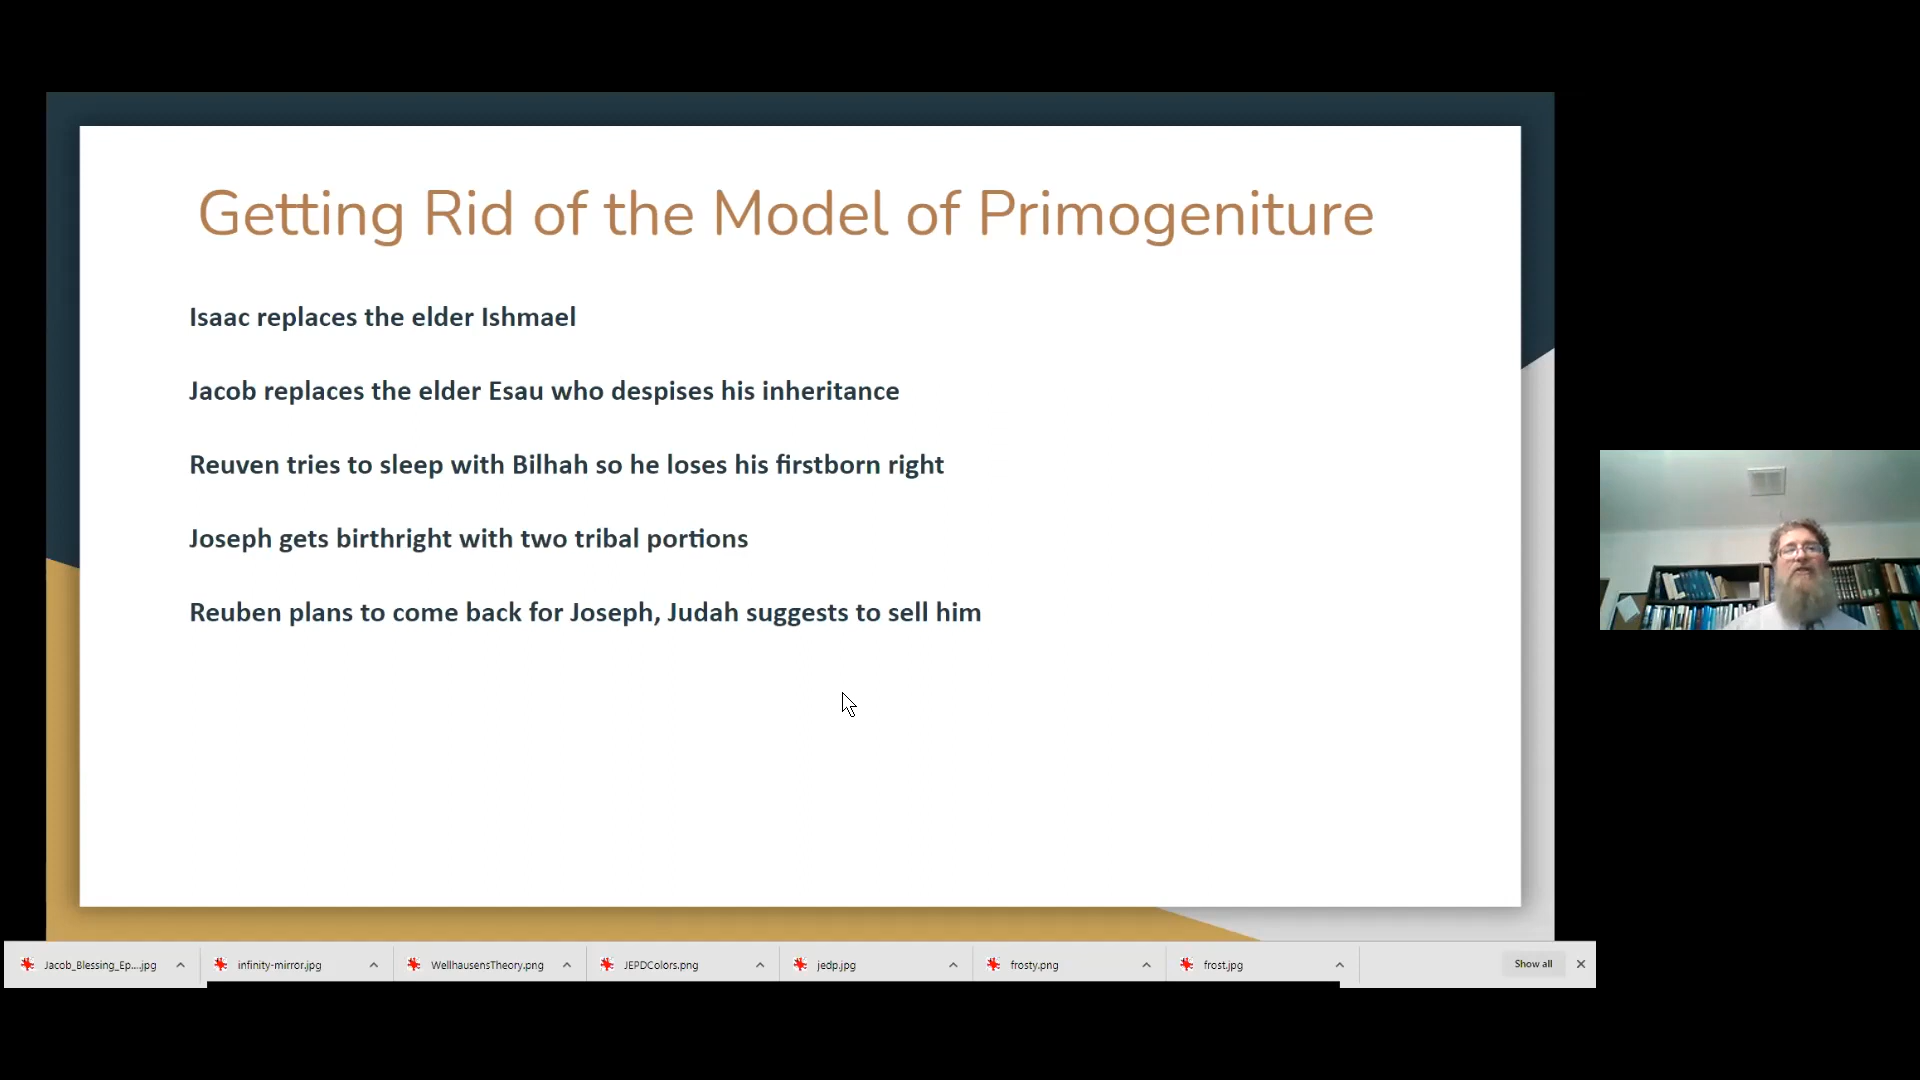 Getting Rid of the Model of Primogeniture
Isaac replaces the elder Ishmael
Jacob replaces the elder Esau who despises his inheritance
Reuven tries to sleep with Bilhah so he loses his firstborn right
Joseph gets birthright with two tribal portions
Reuben plans to come back for Joseph, Judah suggests to sell him
Jacob_Blessing_Ep....jpg
infinity-mirror.jpg
WellhausensTheory.png
JEPDColors.png
jedp.jpg
frosty.png
frost.jpg
Show all